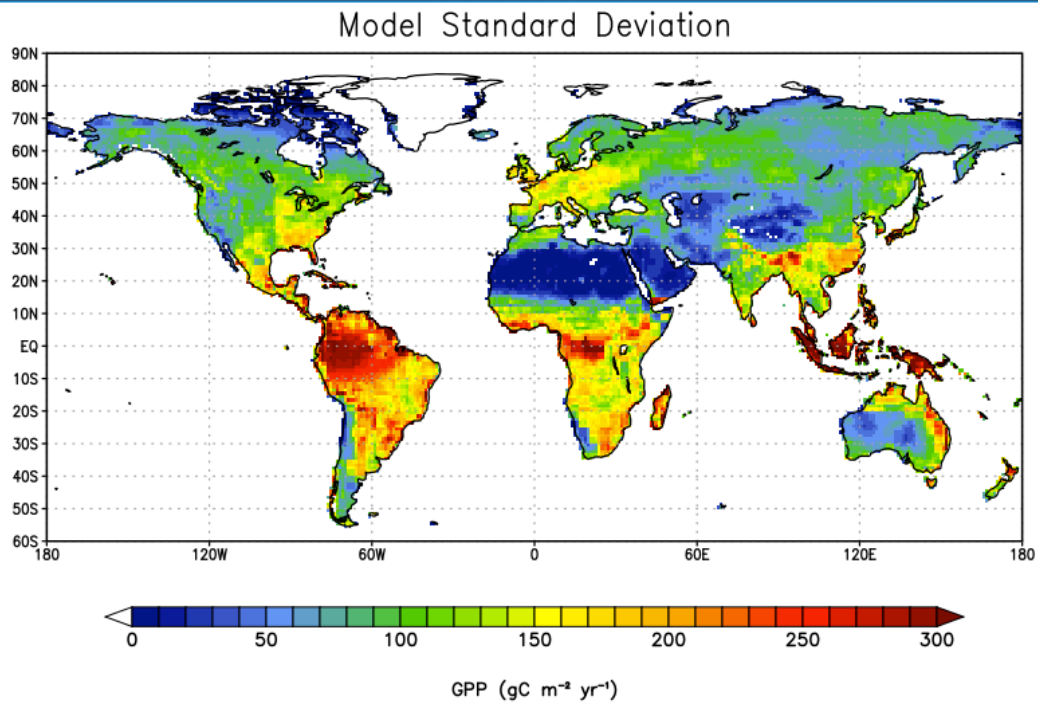 Model Standard Deviation
90N
80N
70N
60N
50N
40N
30N
20N
10N
EQ
10S
20S
30S
40S
50S
60S
180 120W 60W 0 60E 120E 180
0 50 100 150 200 250 300
GPP (gC m⁻² yr⁻¹)